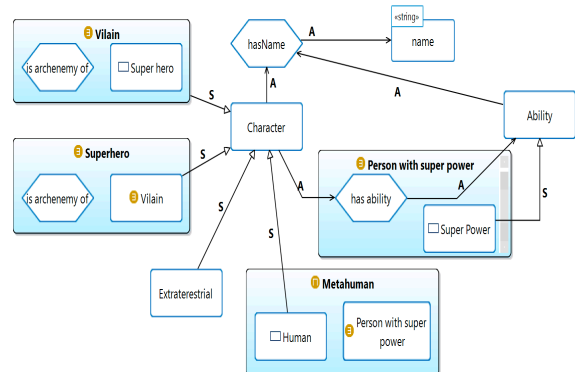 Ǝ Vilain
is archenemy of
Super hero
S
hasName
A
«string»
name
A
A
Ability
Character
Ǝ Superhero
is archenemy of
Ǝ Vilain
S
S
S
A
Ǝ Person with super power
has ability
A
Super Power
S
Extraterestrial
Metahuman
Human
Ǝ Person with super
power